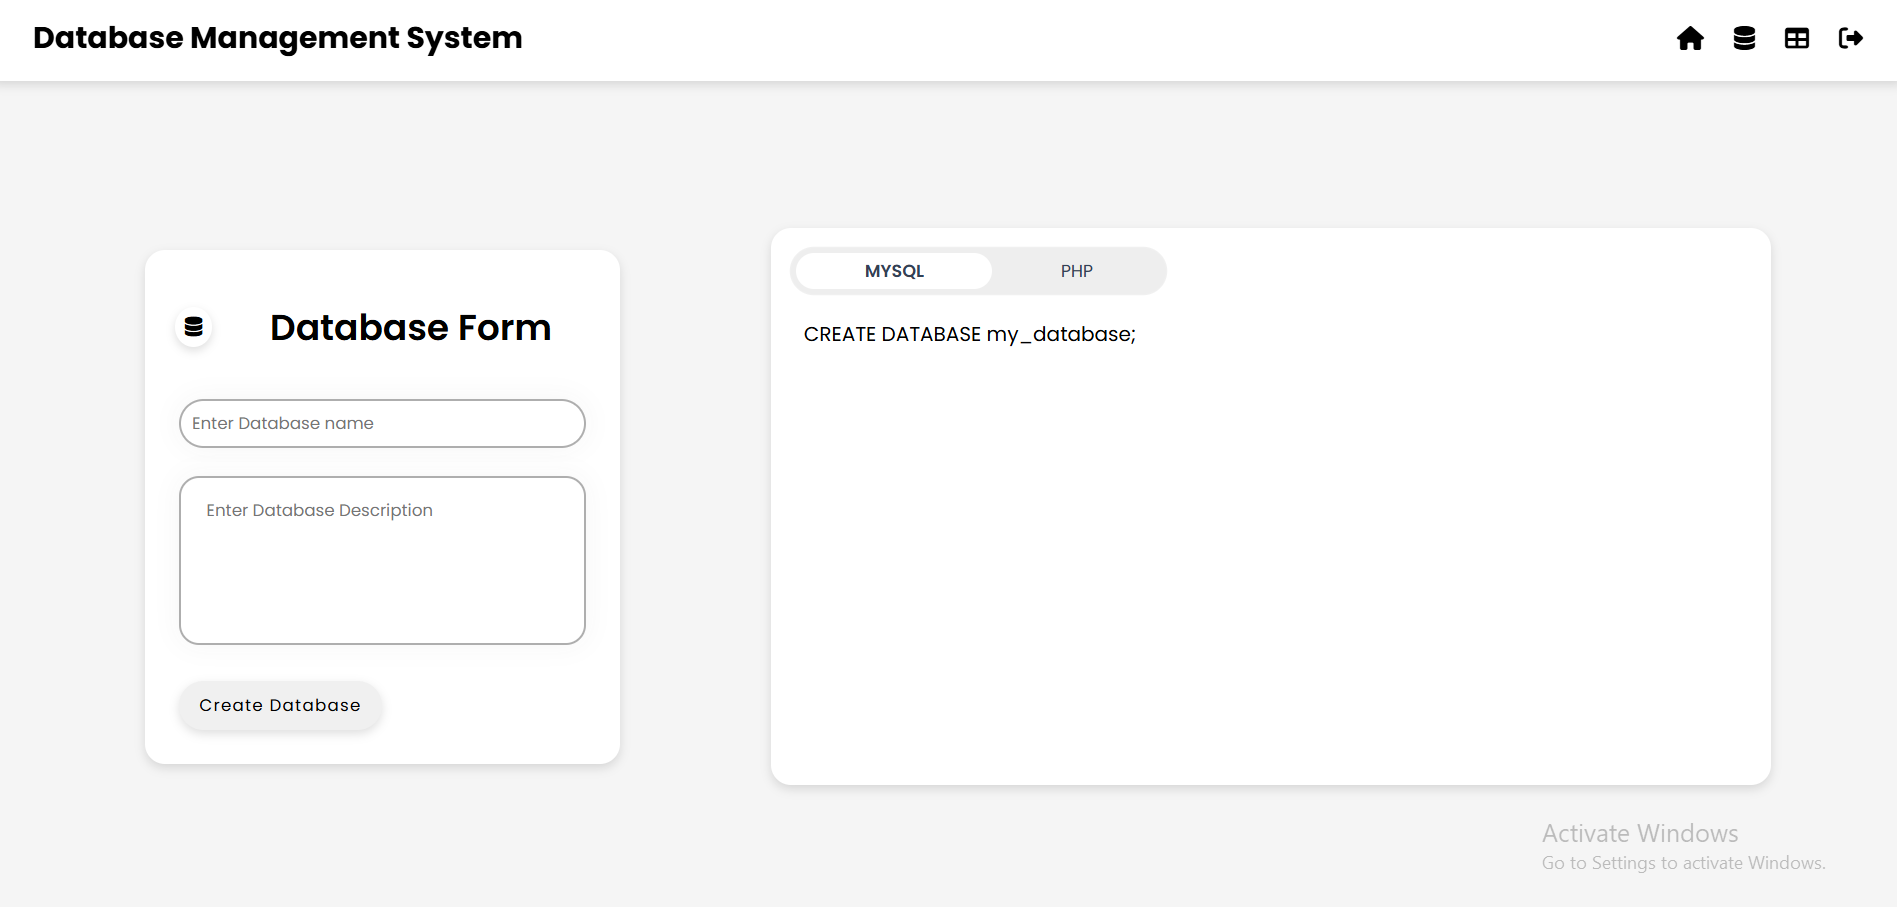 Database Management System
Database Form
Enter Database name
Enter Database Description
Create Database
MYSQL
PHP
CREATE DATABASE my_database;
Activate Windows
Go to Settings to activate Windows.